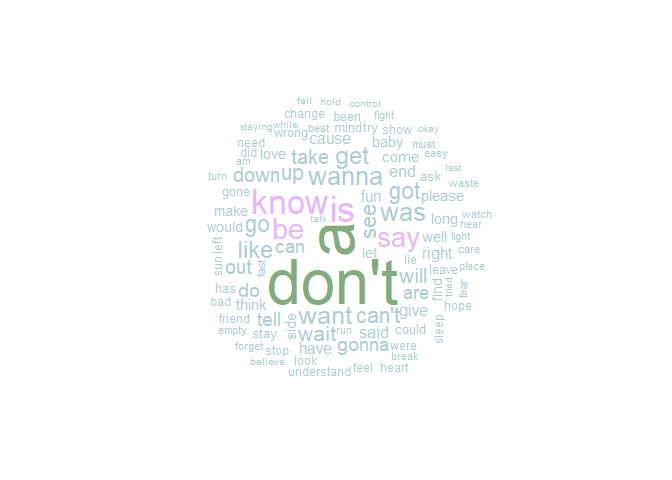 fall hold control
change been fight
staying while wrong best mind try show okay
need did love cause baby must
am take get come easy
turn down up wanna end ask last
gone fun got please waste
make know is see was long watch
would go be a talk say well hear
sun left like can let right light
out fast lie care
has do don't will leave place
bad think are find tried fear
friend tell want can't give hope
empty stay side wait run said could sleep
forget stop have gonna were
believe look break
understand feel heart